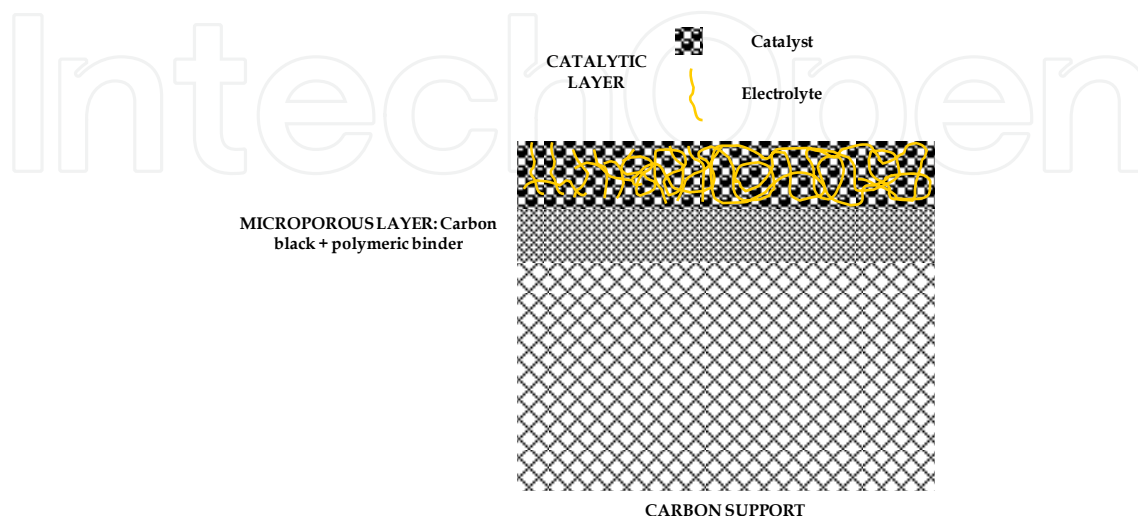 IntechOpen
Catalyst
CATALYTIC
LAYER
Electrolyte
MICROPOROUS LAYER: Carbon
black + polymeric binder
CARBON SUPPORT